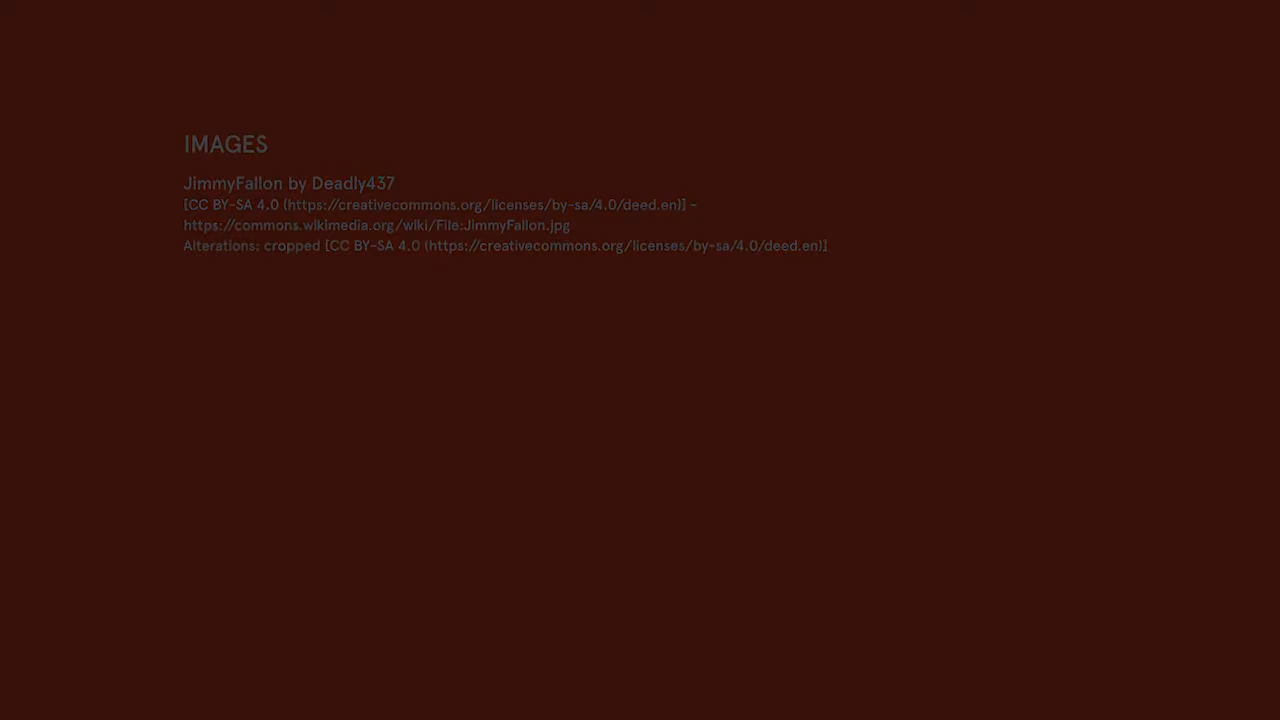 IMAGES
JimmyFallon by Deadly437
[CC BY-SA 4.0 (https://creativecommons.org/licenses/by-sa/4.0/deed.en)] -
https://commons.wikimedia.org/wiki/File:JimmyFallon.jpg
Alterations: cropped [CC BY-SA 4.0 (https://creativecommons.org/licenses/by-sa/4.0/deed.en)]